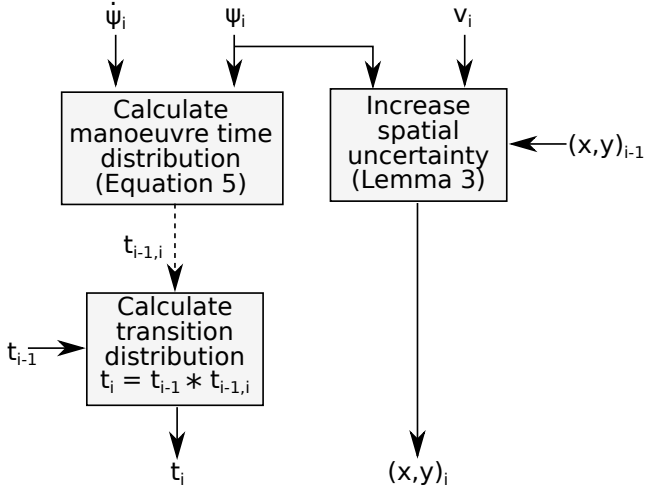 ψ̇ᵢ
ψᵢ
vᵢ
Calculate
manoeuvre time
distribution
(Equation 5)
Increase
spatial
uncertainty
(Lemma 3)
(x,y)ᵢ₋₁
tᵢ₋₁,ᵢ
Calculate
transition
distribution
tᵢ = tᵢ₋₁ * tᵢ₋₁,ᵢ
tᵢ₋₁
tᵢ
(x,y)ᵢ